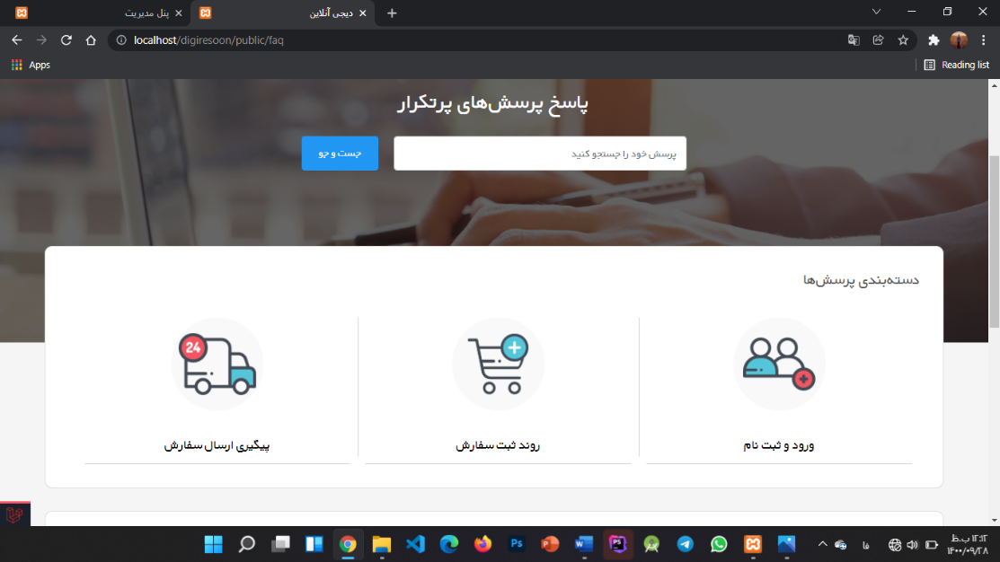 پنل مدیریت
دیجی آنلاین
localhost/digiresoon/public/faq
Apps
Reading list
پاسخ پرسش‌های پرتکرار
پرسش خود را جستجو کنید
جست و جو
دسته‌بندی پرسش‌ها
24
ورود و ثبت نام
روند ثبت سفارش
پیگیری ارسال سفارش
Ps
P
W
PS
فا
۱۲:۱۲ ب.ظ
۱۴۰۰/۰۹/۲۸